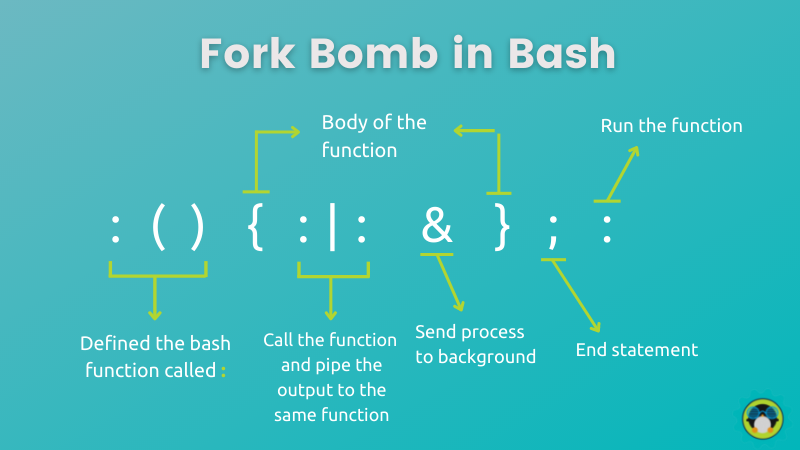 Fork Bomb in Bash
Body of the
function
Run the function
: ( ) { : | : & } ; :
Defined the bash
function called :
Call the function
and pipe the
output to the
same function
Send process
to background
End statement